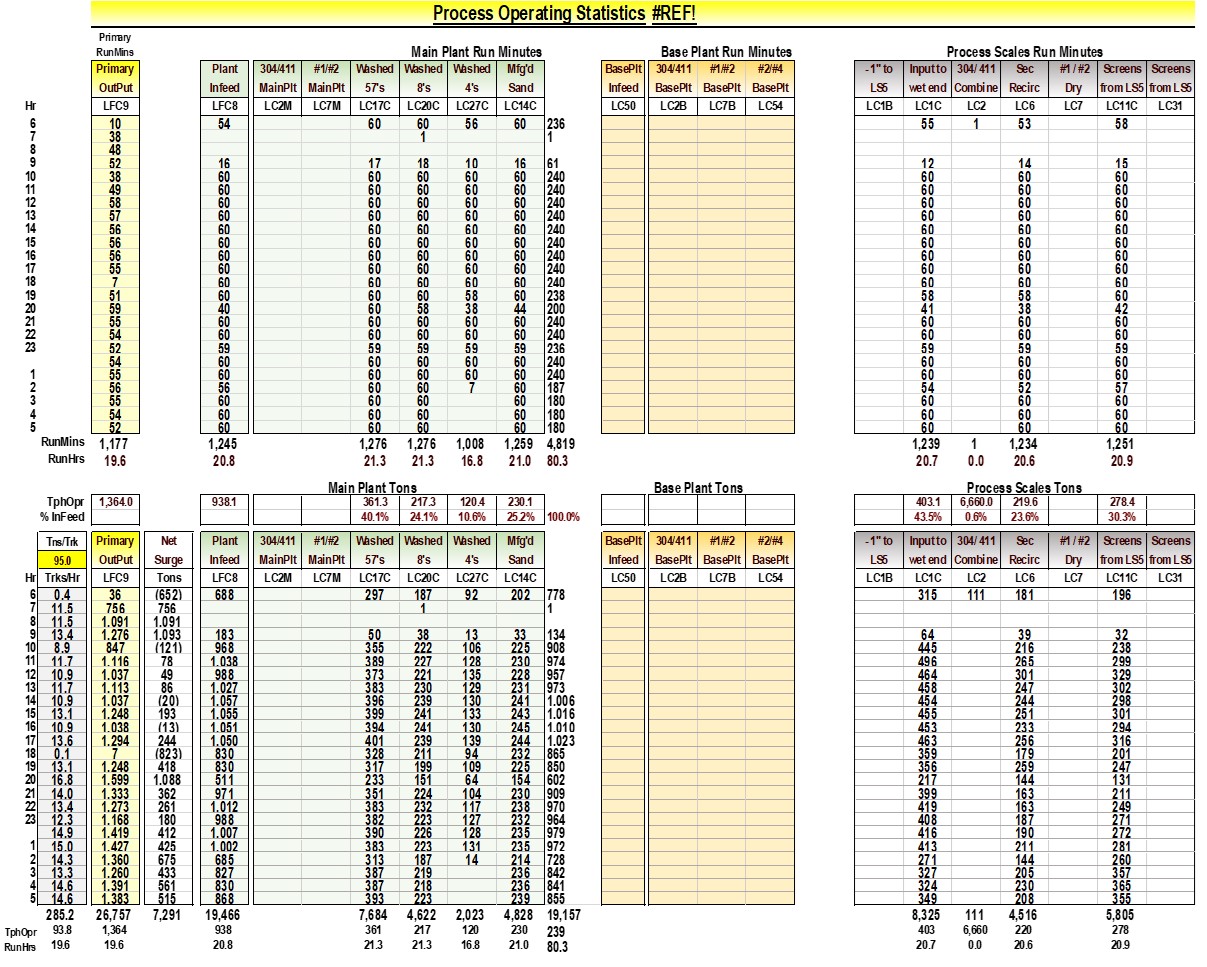 Process Operating Statistics #REF!
Primary
RunMins Main Plant Run Minutes Base Plant Run Minutes Process Scales Run Minutes
Primary Plant 304/411 #1/#2 Washed Washed Washed Mfg'd BasePlt 304/411 #1/#2 #2/#4 -1" to Input to 304/ 411 Sec #1 / #2 Screens Screens
OutPut Infeed MainPlt MainPlt 57's 8's 4's Sand Infeed BasePlt BasePlt BasePlt LS5 wet end Combine Recirc Dry from LS5 from LS5
Hr LFC9 LFC8 LC2M LC7M LC17C LC20C LC27C LC14C LC50 LC2B LC7B LC54 LC1B LC1C LC2 LC6 LC7 LC11C LC31
6 10 54 60 60 56 60 236 55 1 53 58
7 38 1 1
8 48
9 52 16 17 18 10 16 61 12 14 15
10 38 60 60 60 60 60 240 60 60 60
11 49 60 60 60 60 60 240 60 60 60
12 58 60 60 60 60 60 240 60 60 60
13 57 60 60 60 60 60 240 60 60 60
14 56 60 60 60 60 60 240 60 60 60
15 56 60 60 60 60 60 240 60 60 60
16 56 60 60 60 60 60 240 60 60 60
17 55 60 60 60 60 60 240 60 60 60
18 7 60 60 60 60 60 240 60 60 60
19 51 60 60 60 58 60 238 58 58 60
20 59 40 60 58 38 44 200 41 38 42
21 55 60 60 60 60 60 240 60 60 60
22 54 60 60 60 60 60 240 60 60 60
23 52 59 59 59 59 59 236 59 59 60
54 60 60 60 60 60 240 60 60 60
1 55 60 60 60 60 60 240 60 60 60
2 56 56 60 60 7 60 187 54 52 57
3 55 60 60 60 60 180 60 60 60
4 54 60 60 60 60 180 60 60 60
5 52 60 60 60 60 180 60 60 60
RunMins 1,177 1,245 1,276 1,276 1,008 1,259 4,819 1,239 1 1,234 1,251
RunHrs 19.6 20.8 21.3 21.3 16.8 21.0 80.3 20.7 0.0 20.6 20.9
Main Plant Tons Base Plant Tons Process Scales Tons
TphOpr 1,364.0 938.1 361.3 217.3 120.4 230.1 403.1 6,660.0 219.6 278.4
% InFeed 40.1% 24.1% 10.6% 25.2% 100.0% 43.5% 0.6% 23.6% 30.3%
Tns/Trk Primary Net Plant 304/411 #1/#2 Washed Washed Washed Mfg'd BasePlt 304/411 #1/#2 #2/#4 -1" to Input to 304/ 411 Sec #1 / #2 Screens Screens
95.0 OutPut Surge Infeed MainPlt MainPlt 57's 8's 4's Sand Infeed BasePlt BasePlt BasePlt LS5 wet end Combine Recirc Dry from LS5 from LS5
Hr Trks/Hr LFC9 Tons LFC8 LC2M LC7M LC17C LC20C LC27C LC14C LC50 LC2B LC7B LC54 LC1B LC1C LC2 LC6 LC7 LC11C LC31
6 0.4 36 (652) 688 297 187 92 202 778 315 111 181 196
7 11.5 756 756 1 1
8 11.5 1.091 1.091
9 13.4 1.276 1.093 183 50 38 13 33 134 64 39 32
10 8.9 847 (121) 968 355 222 106 225 908 445 216 238
11 11.7 1.116 78 1.038 389 227 128 230 974 496 265 299
12 10.9 1.037 49 988 373 221 135 228 957 464 301 329
13 11.7 1.113 86 1.027 383 230 129 231 973 458 247 302
14 10.9 1.037 (20) 1.057 396 239 130 241 1.006 454 244 298
15 13.1 1.248 193 1.055 399 241 133 243 1.016 455 251 301
16 10.9 1.038 (13) 1.051 394 241 130 245 1.010 453 233 294
17 13.6 1.294 244 1.050 401 239 139 244 1.023 463 256 316
18 0.1 7 (823) 830 328 211 94 232 865 359 179 201
19 13.1 1.248 418 830 317 199 109 225 850 356 259 247
20 16.8 1.599 1.088 511 233 151 64 154 602 217 144 131
21 14.0 1.333 362 971 351 224 104 230 909 399 163 211
22 13.4 1.273 261 1.012 383 232 117 238 970 419 163 249
23 12.3 1.168 180 988 382 223 127 232 964 408 187 271
14.9 1.419 412 1.007 390 226 128 235 979 416 190 272
1 15.0 1.427 425 1.002 383 223 131 235 972 413 211 281
2 14.3 1.360 675 685 313 187 14 214 728 271 144 260
3 13.3 1.260 433 827 387 219 236 842 327 205 357
4 14.6 1.391 561 830 387 218 236 841 324 230 365
5 14.6 1.383 515 868 393 223 239 855 349 208 355
285.2 26,757 7,291 19,466 7,684 4,622 2,023 4,828 19,157 8,325 111 4,516 5,805
TphOpr 93.8 1,364 938 361 217 120 230 239 403 6,660 220 278
RunHrs 19.6 19.6 20.8 21.3 21.3 16.8 21.0 80.3 20.7 0.0 20.6 20.9